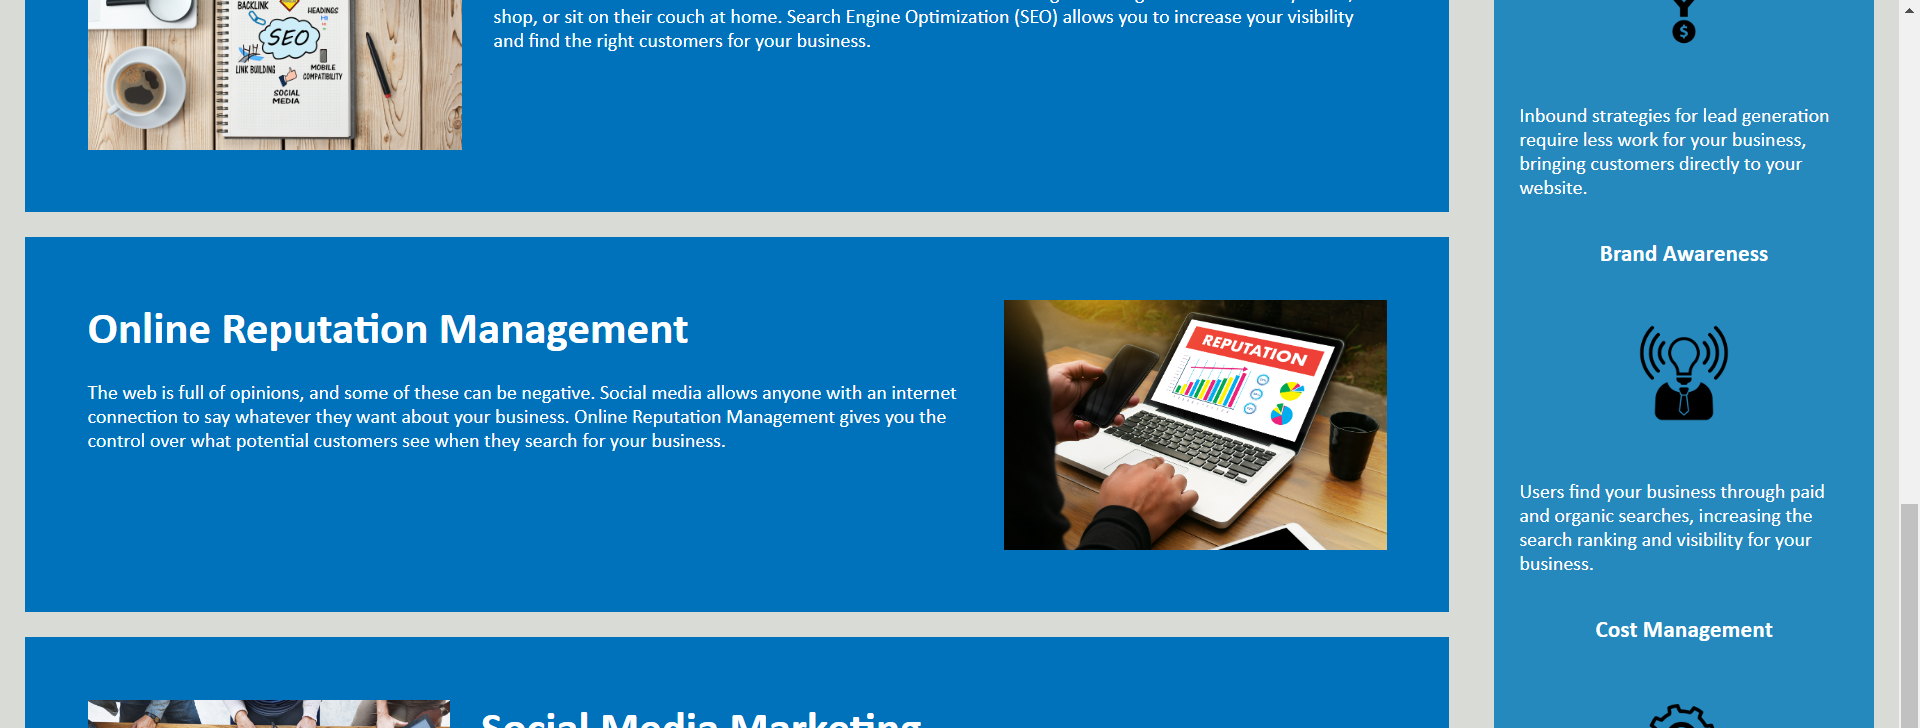 BACKLINK
HEADINGS
SEO
LINK BUILDING
MOBILE
COMPATIBILITY
SOCIAL
MEDIA
shop, or sit on their couch at home. Search Engine Optimization (SEO) allows you to increase your visibility
and find the right customers for your business.
Online Reputation Management
The web is full of opinions, and some of these can be negative. Social media allows anyone with an internet
connection to say whatever they want about your business. Online Reputation Management gives you the
control over what potential customers see when they search for your business.
REPUTATION
Social Media Marketing
$
Inbound strategies for lead generation
require less work for your business,
bringing customers directly to your
website.
Brand Awareness
Users find your business through paid
and organic searches, increasing the
search ranking and visibility for your
business.
Cost Management